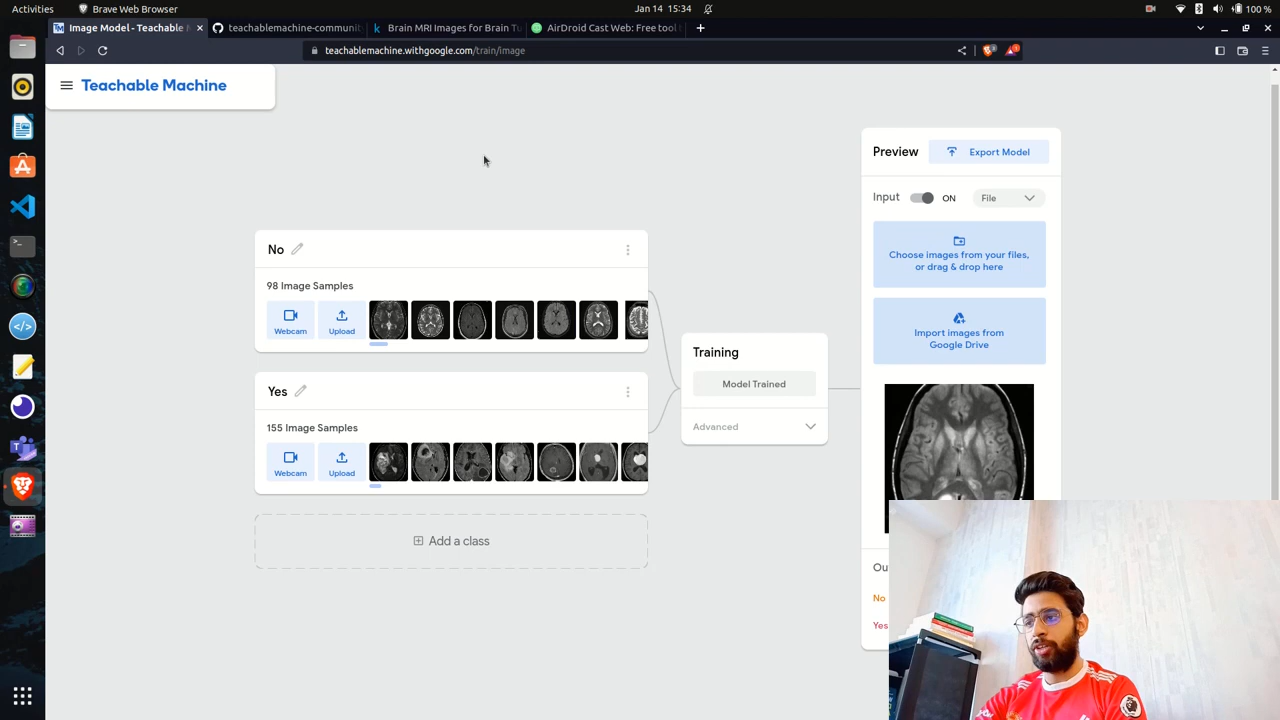 Activities
Brave Web Browser
Jan 14 15:34
100 %
Image Model - Teachable M
teachablemachine-communit
Brain MRI Images for Brain Tu
AirDroid Cast Web: Free tool t
teachablemachine.withgoogle.com/train/image
Teachable Machine
Preview
Export Model
Input
ON
File
Choose images from your files,
or drag & drop here
Import images from
Google Drive
No
98 Image Samples
Webcam
Upload
Yes
155 Image Samples
Webcam
Upload
Add a class
Training
Model Trained
Advanced
Ou
No
Yes